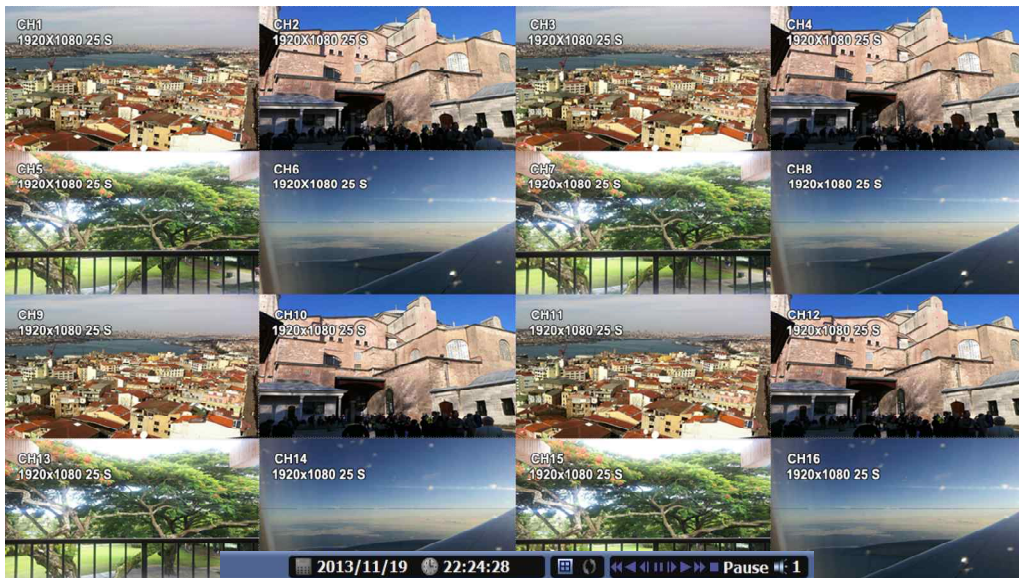 CH1
1920X1080 25 S
CH2
1920X1080 25 S
CH3
1920X1080 25 S
CH4
1920X1080 25 S
CH5
1920X1080 25 S
CH6
1920X1080 25 S
CH7
1920x1080 25 S
CH8
1920x1080 25 S
CH9
1920x1080 25 S
CH10
1920x1080 25 S
CH11
1920x1080 25 S
CH12
1920x1080 25 S
CH13
1920x1080 25 S
CH14
1920x1080 25 S
CH15
1920x1080 25 S
CH16
1920x1080 25 S
2013/11/19 22:24:28 Pause 1